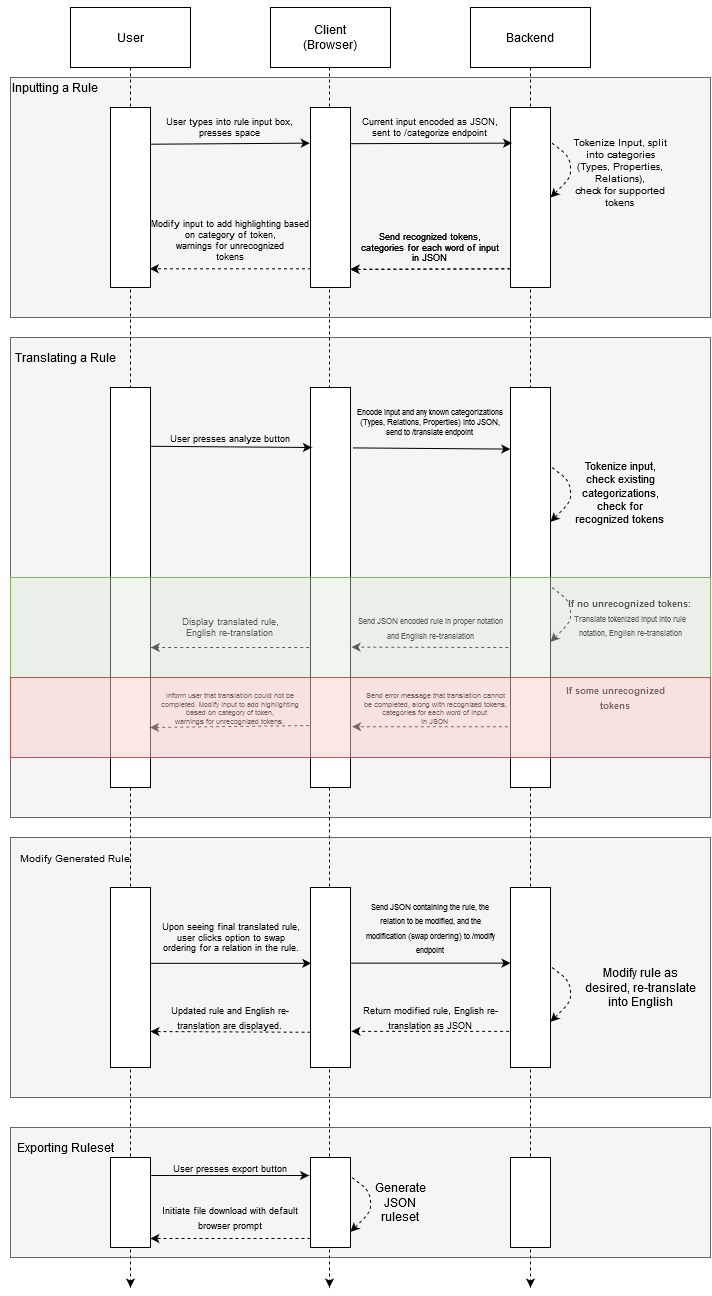 User
Client
(Browser)
Backend
Inputting a Rule
User types into rule input box,
presses space
Current input encoded as JSON,
sent to /categorize endpoint
Tokenize Input, split
into categories
(Types, Properties,
Relations),
check for supported
tokens
Modify input to add highlighting based
on category of token,
warnings for unrecognized
tokens
Send recognized tokens,
categories for each word of input
in JSON
Translating a Rule
User presses analyze button
Encode input and any known categorizations
(Types, Relations, Properties) into JSON,
send to /translate endpoint
Tokenize input,
check existing
categorizations,
check for
recognized tokens
If no unrecognized tokens:
Translate tokenized input into rule
notation, English re-translation
Send JSON encoded rule in proper notation
and English re-translation
Display translated rule,
English re-translation
If some unrecognized
tokens
Send error message that translation cannot
be completed, along with recognized tokens,
categories for each word of input
in JSON
Inform user that translation could not be
completed. Modify input to add highlighting
based on category of token,
warnings for unrecognized tokens.
Modify Generated Rule
Upon seeing final translated rule,
user clicks option to swap
ordering for a relation in the rule.
Send JSON containing the rule, the
relation to be modified, and the
modification (swap ordering) to /modify
endpoint
Modify rule as
desired, re-translate
into English
Return modified rule, English re-
translation as JSON
Updated rule and English re-
translation are displayed.
Exporting Ruleset
User presses export button
Generate
JSON
ruleset
Initiate file download with default
browser prompt